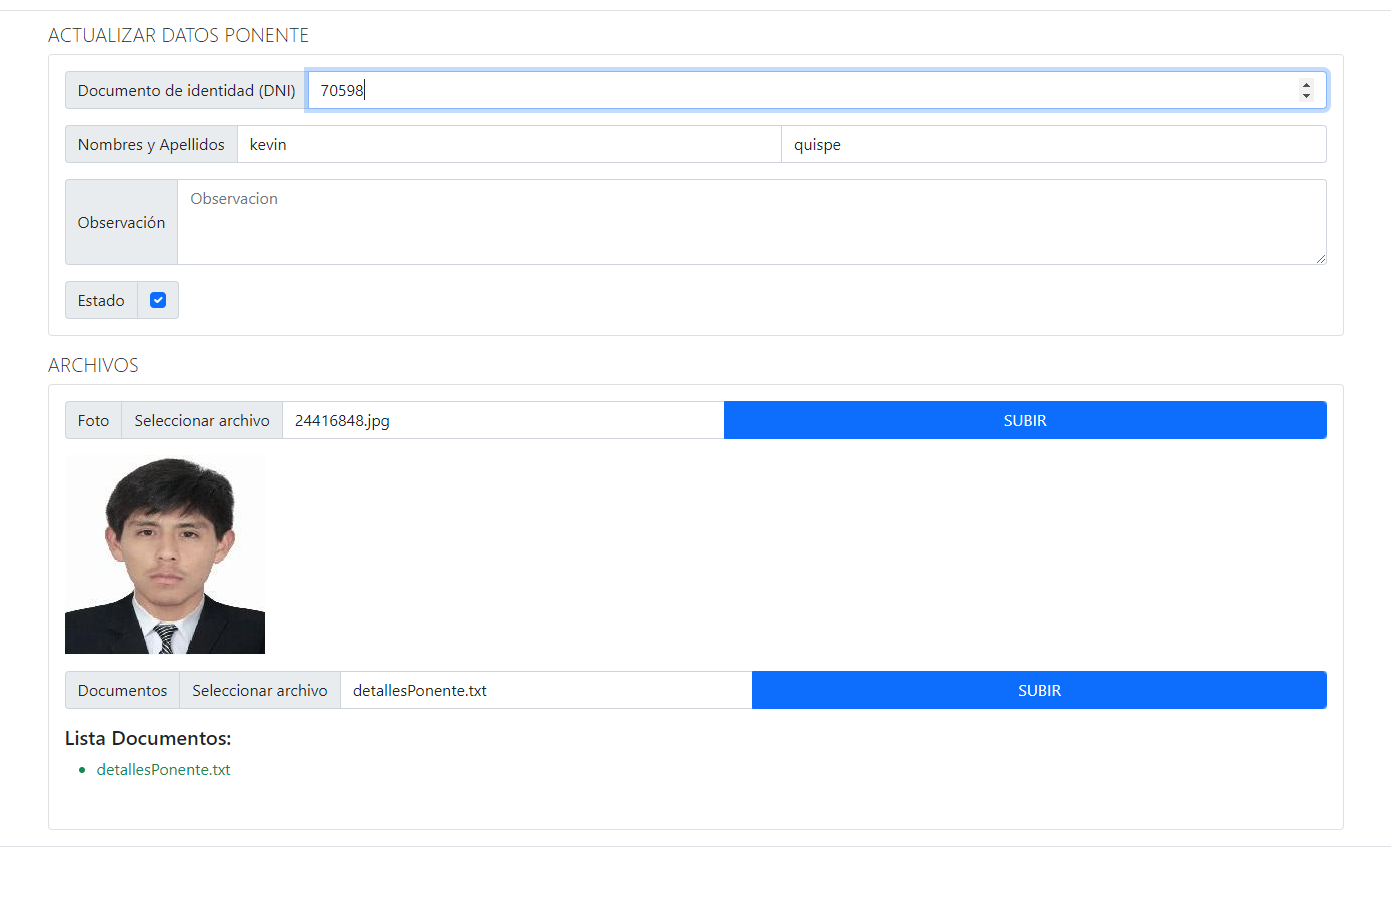 ACTUALIZAR DATOS PONENTE
Documento de identidad (DNI) 70598
Nombres y Apellidos kevin quispe
Observacion
Observación
Estado
ARCHIVOS
Foto Seleccionar archivo 24416848.jpg SUBIR
Documentos Seleccionar archivo detallesPonente.txt SUBIR
Lista Documentos:
detallesPonente.txt